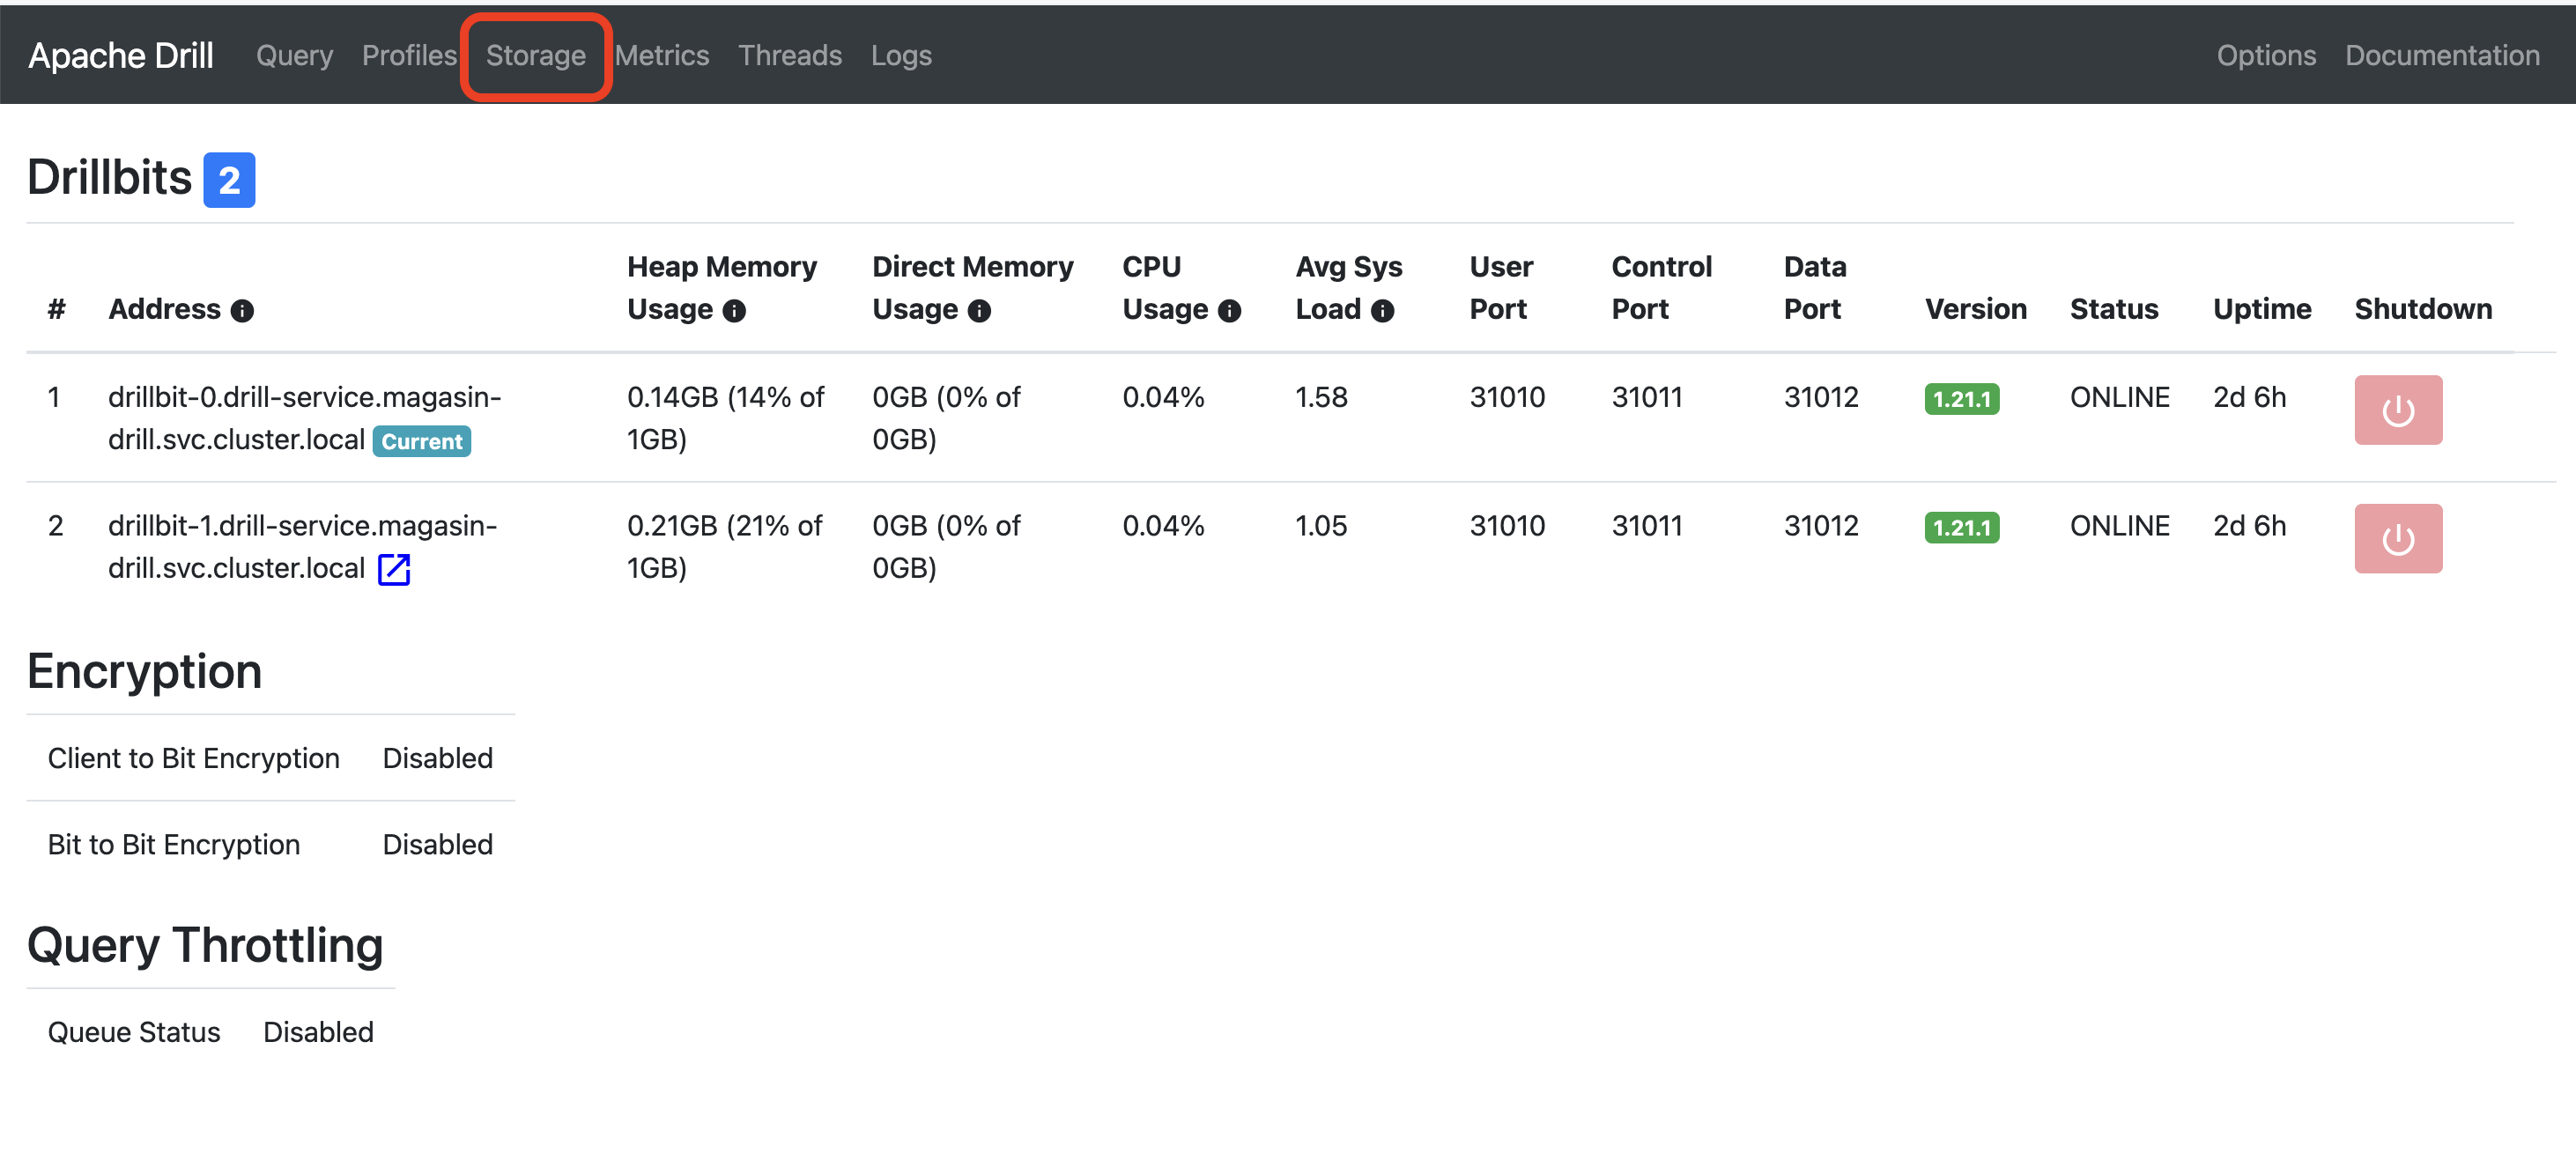 Apache Drill Query Profiles Storage Metrics Threads Logs Options Documentation
Drillbits 2
# Address Heap Memory Usage Direct Memory Usage CPU Usage Avg Sys Load User Port Control Port Data Port Version Status Uptime Shutdown
1 drillbit-0.drill-service.magasin- 0.14GB (14% of 0GB (0% of 0.04% 1.58 31010 31011 31012 1.21.1 ONLINE 2d 6h
drill.svc.cluster.local Current 1GB) 0GB)
2 drillbit-1.drill-service.magasin- 0.21GB (21% of 0GB (0% of 0.04% 1.05 31010 31011 31012 1.21.1 ONLINE 2d 6h
drill.svc.cluster.local 1GB) 0GB)
Encryption
Client to Bit Encryption Disabled
Bit to Bit Encryption Disabled
Query Throttling
Queue Status Disabled